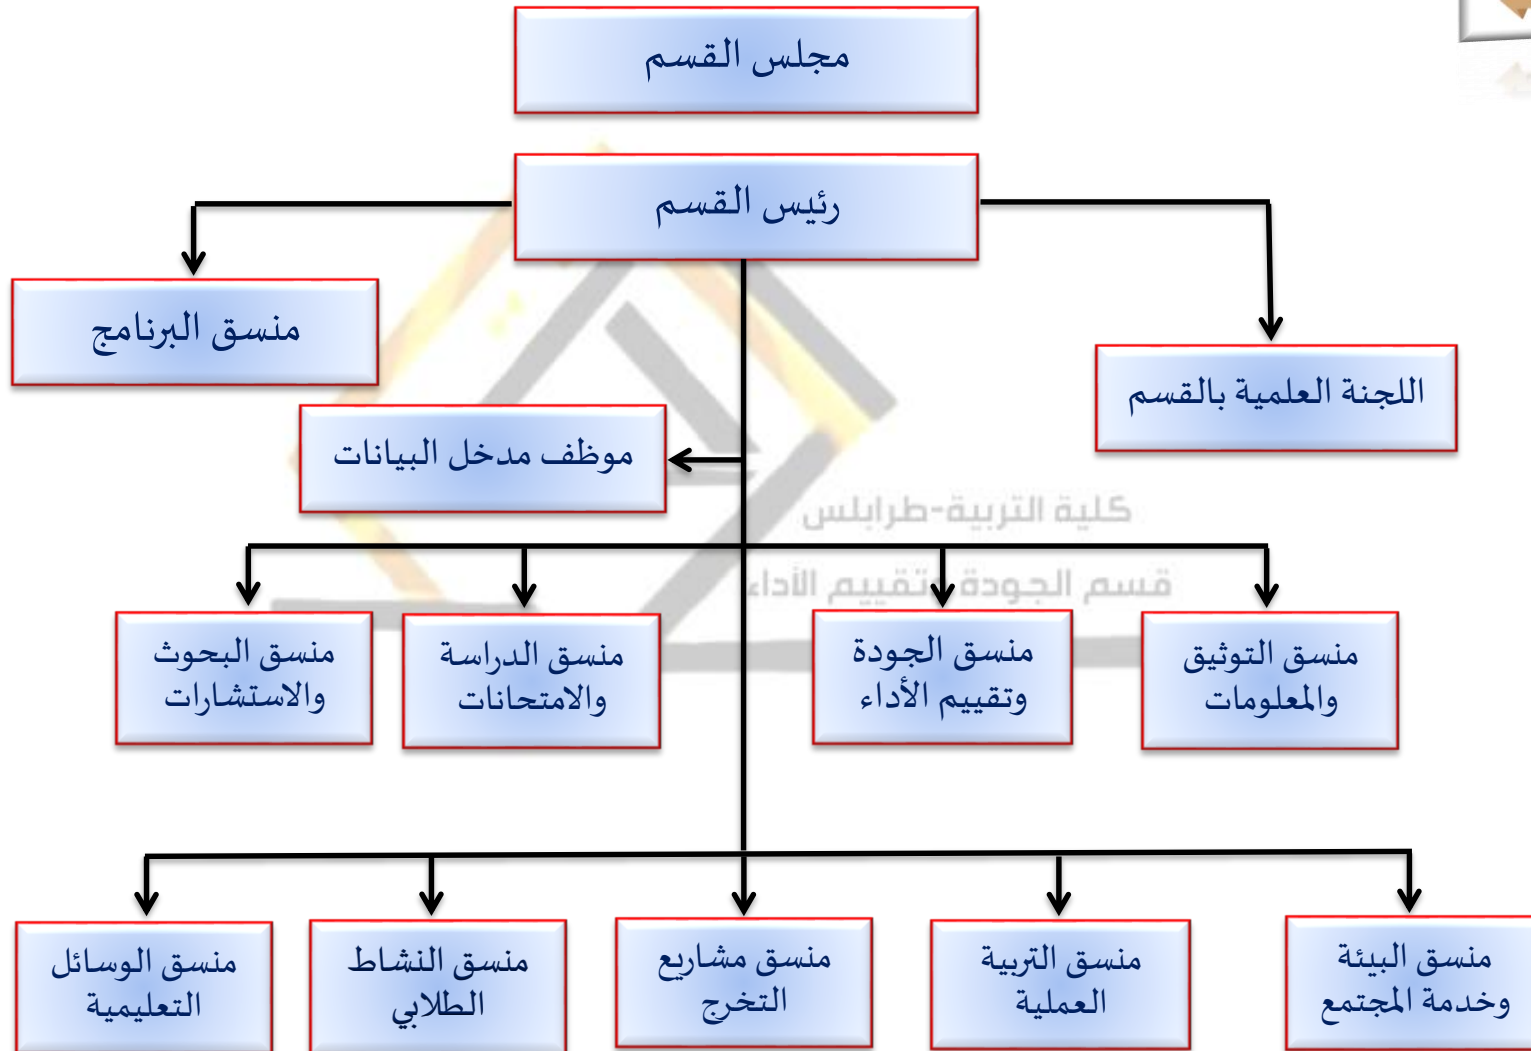 مجلس القسم
رئيس القسم
منسق البرنامج
اللجنة العلمية بالقسم
موظف مدخل البيانات
كلية التربية-طرابلس
قسم الجودة وتقييم الأداء
منسق التوثيق
والمعلومات
منسق الجودة
وتقييم الأداء
منسق الدراسة
والامتحانات
منسق البحوث
والاستشارات
منسق البيئة
وخدمة المجتمع
منسق التربية
العملية
منسق مشاريع
التخرج
منسق النشاط
الطلابي
منسق الوسائل
التعليمية